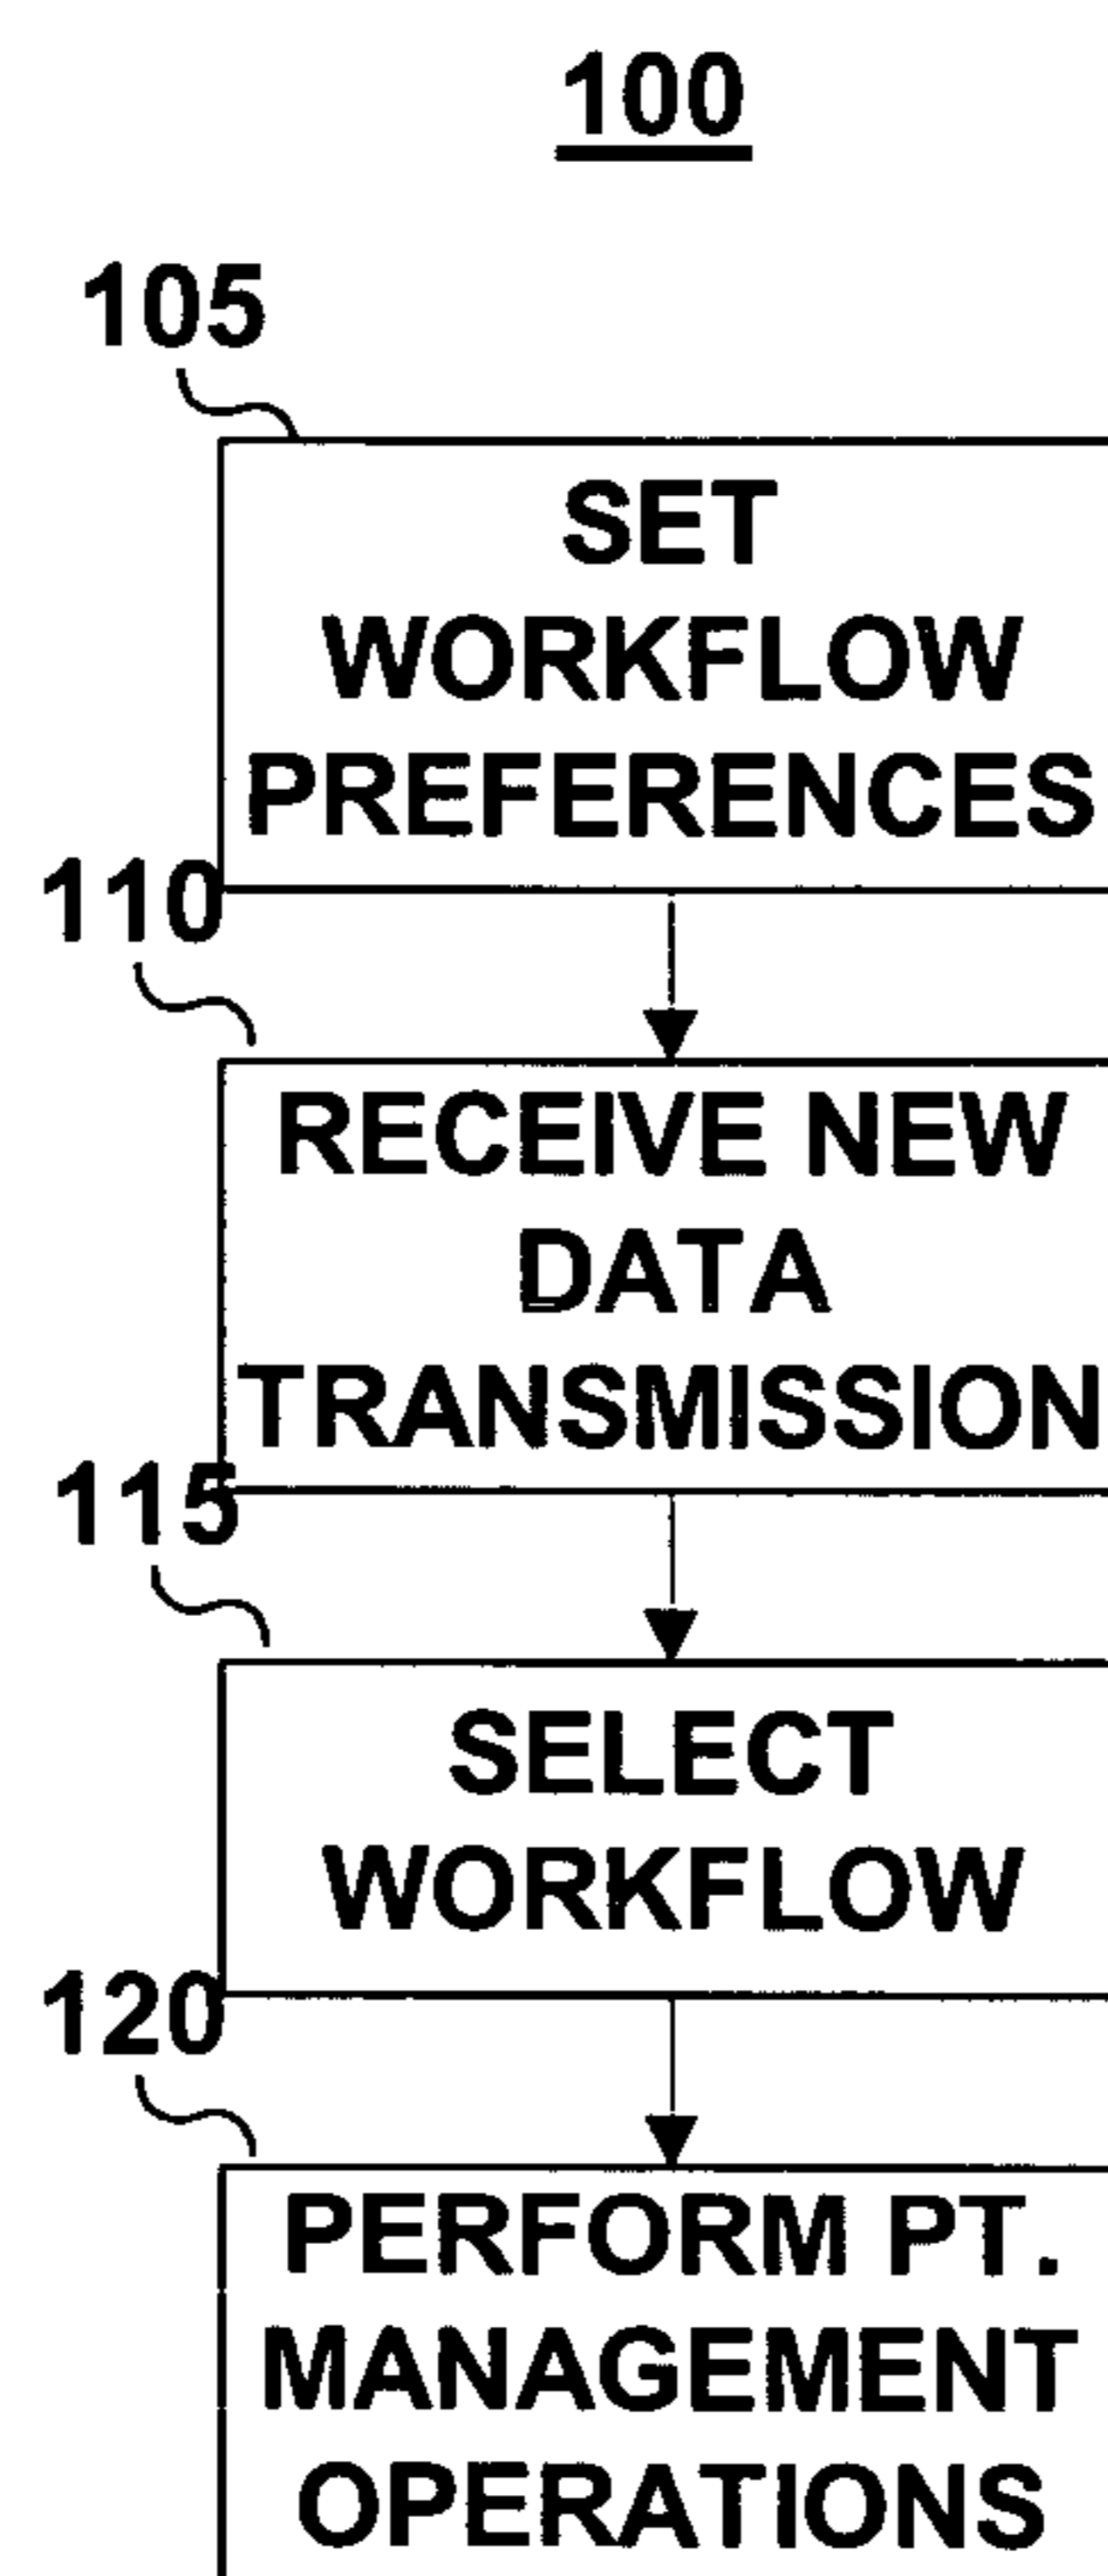 100
105
SET
WORKFLOW
PREFERENCES
110
RECEIVE NEW
DATA
TRANSMISSION
115
SELECT
WORKFLOW
120
PERFORM PT.
MANAGEMENT
OPERATIONS